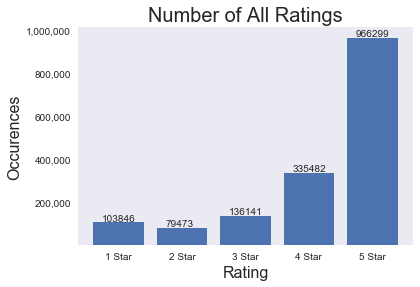 Number of All Ratings
Occurences
1,000,000
800,000
600,000
400,000
200,000
103846
79473
136141
335482
966299
1 Star
2 Star
3 Star
4 Star
5 Star
Rating